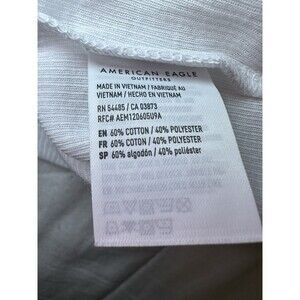 AMERICAN EAGLE
OUTFITTERS
MADE IN VIETNAM / FABRIQUÉ AU
VIETNAM / HECHO EN VIETNAM
RN 54485 / CA 03873
RFC# AEM120605U9A
EN 60% COTTON / 40% POLYESTER
FR 60% COTON / 40% POLYESTER
SP 60% algodón / 40% poliéster